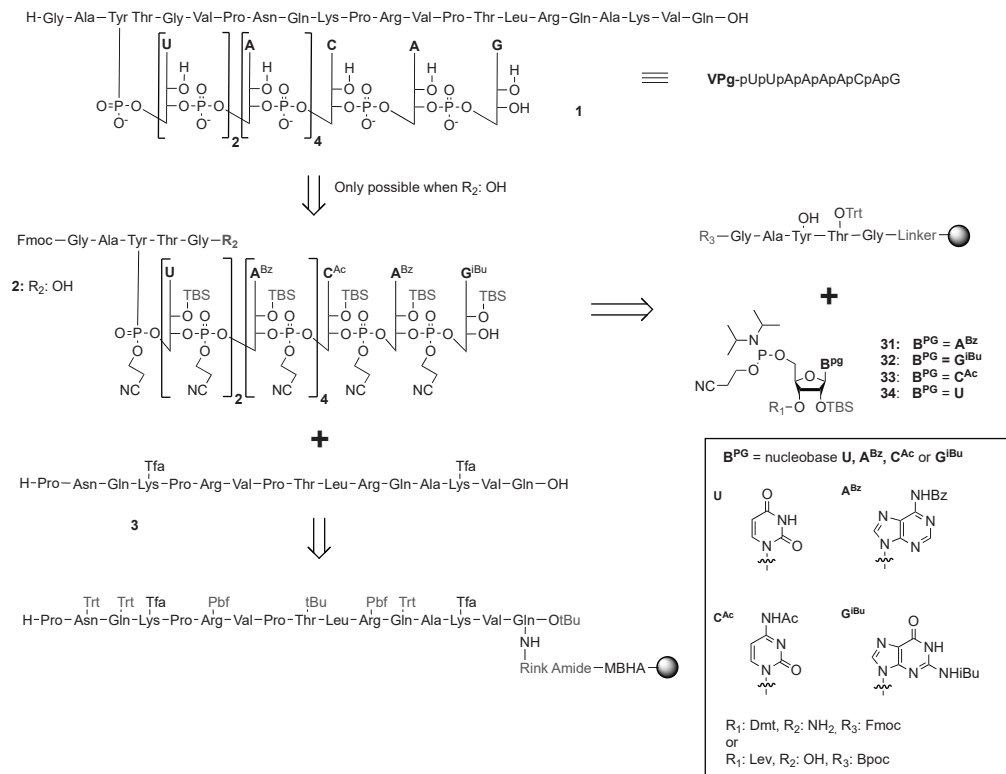 H-Gly-Ala-Tyr-Thr-Gly-Val-Pro-Asn-Gln-Lys-Pro-Arg-Val-Pro-Thr-Leu-Arg-Gln-Ala-Lys-Val-Gln-OH
U A C A G
H H H H H
O O O O O
O O O O O
O=P-O O-P-O O-P-O O-P-O O-P-O OH
O- O- O- O- O- O-
2 4
1
≡ VPg-pUpUpApApApApCpApG
Only possible when R2: OH
Fmoc-Gly-Ala-Tyr-Thr-Gly-R2
2: R2: OH
U ABz CAc ABz GiBu
TBS TBS TBS TBS TBS
O O O O O
O O O O O
O=P-O O-P-O O-P-O O-P-O O-P-O OH
O O O O O
NC NC NC NC NC
2 4
OH OTrt
R3-Gly-Ala-Tyr-Thr-Gly-Linker
+
N
P-O
O
NC
O
BPg
R1-O OTBS
31: BPG = ABz
32: BPG = GiBu
33: BPG = CAc
34: BPG = U
+
Tfa Tfa
H-Pro-Asn-Gln-Lys-Pro-Arg-Val-Pro-Thr-Leu-Arg-Gln-Ala-Lys-Val-Gln-OH
3
Trt Trt Tfa Pbf tBu Pbf Trt Tfa
H-Pro-Asn-Gln-Lys-Pro-Arg-Val-Pro-Thr-Leu-Arg-Gln-Ala-Lys-Val-Gln-OtBu
NH
Rink Amide-MBHA
BPG = nucleobase U, ABz, CAc or GiBu
U
O
NH
N O
ABz
NHBz
N N
N N
CAc
NHAc
N
N O
GiBu
O
N NH
N N NHiBu
R1: Dmt, R2: NH2, R3: Fmoc
or
R1: Lev, R2: OH, R3: Bpoc